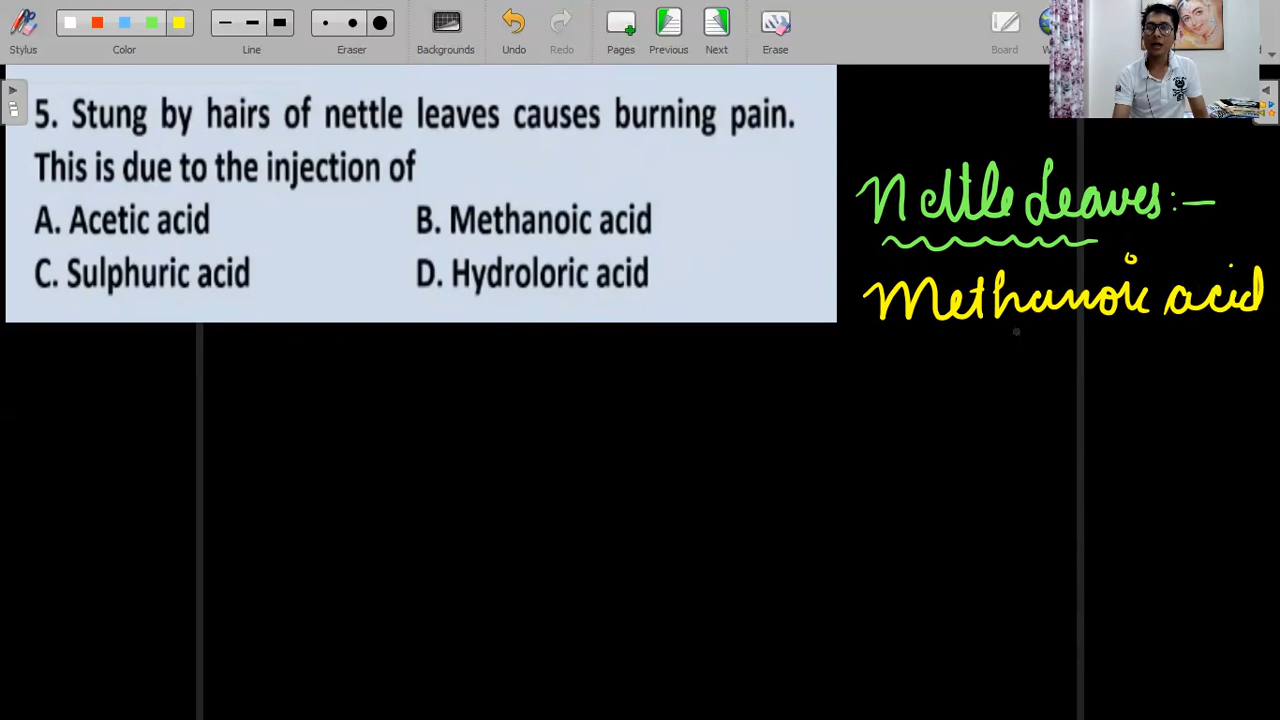 Stylus
Color
Line
Eraser
Backgrounds
Undo
Redo
Pages
Previous
Next
Erase
Board
5. Stung by hairs of nettle leaves causes burning pain.
This is due to the injection of
A. Acetic acid
B. Methanoic acid
C. Sulphuric acid
D. Hydroloric acid
Nettle Leaves :-
Methanoic acid